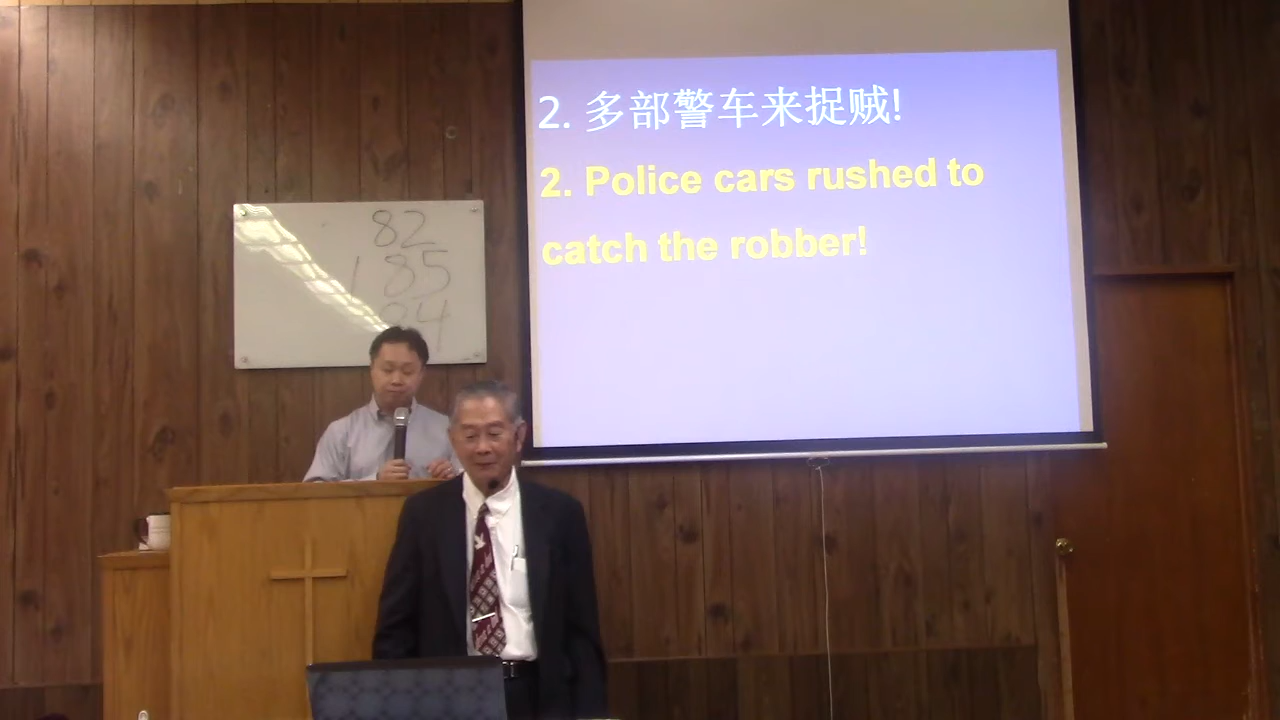 2. 多部警车来捉贼!
2. Police cars rushed to
catch the robber!
82
185